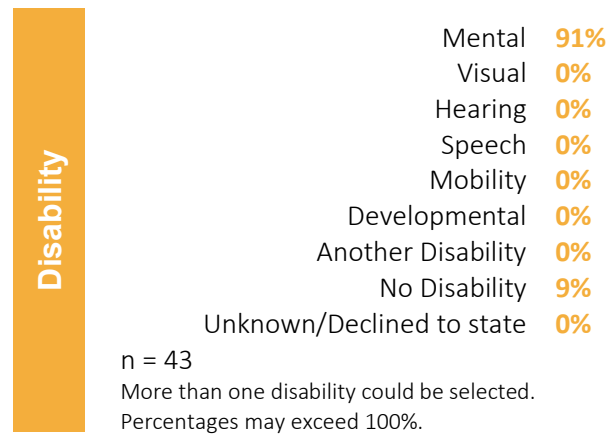 Disability
Mental 91%
Visual 0%
Hearing 0%
Speech 0%
Mobility 0%
Developmental 0%
Another Disability 0%
No Disability 9%
Unknown/Declined to state 0%
n = 43
More than one disability could be selected.
Percentages may exceed 100%.